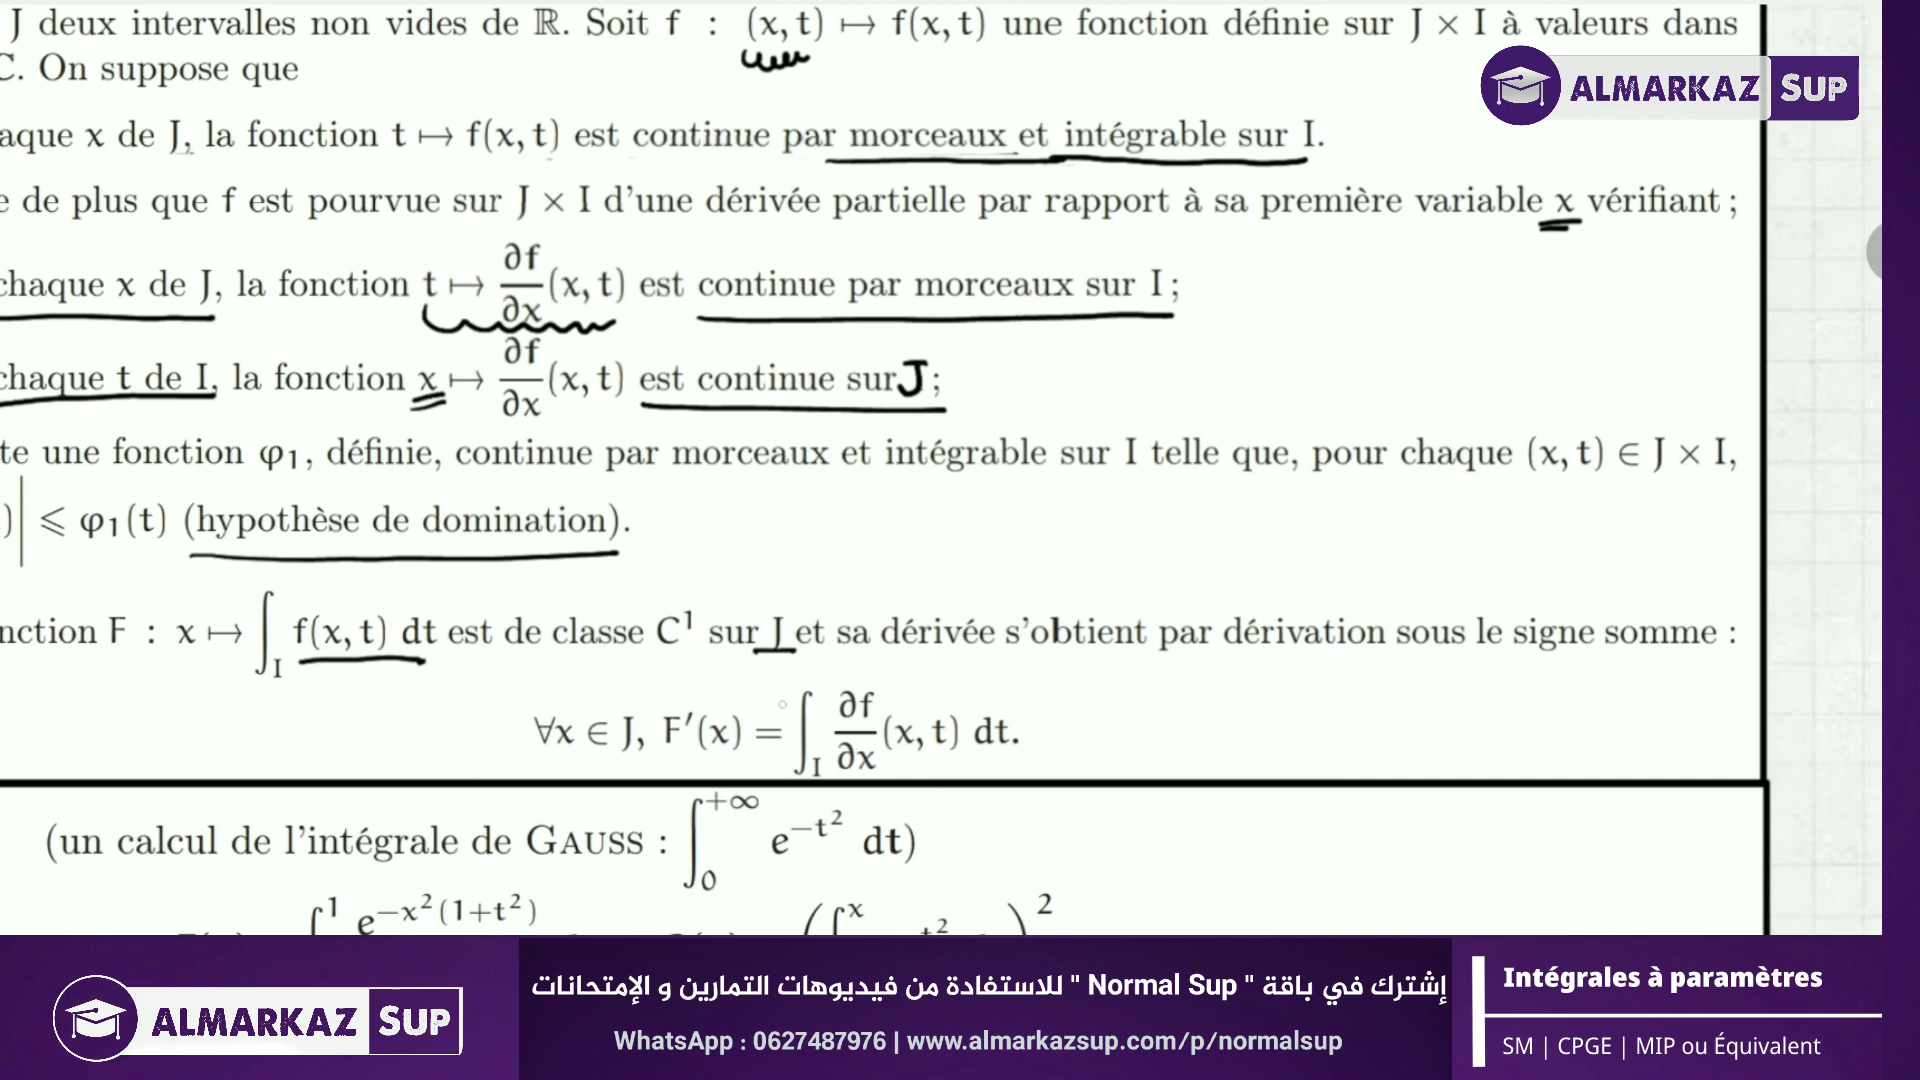 J deux intervalles non vides de ℝ. Soit f : (x, t) ↦ f(x, t) une fonction définie sur J × I à valeurs dans
C. On suppose que
aque x de J, la fonction t ↦ f(x, t) est continue par morceaux et intégrable sur I.
e de plus que f est pourvue sur J × I d'une dérivée partielle par rapport à sa première variable x vérifiant ;
chaque x de J, la fonction t ↦ ∂f/∂x (x, t) est continue par morceaux sur I ;
chaque t de I, la fonction x ↦ ∂f/∂x (x, t) est continue sur J ;
te une fonction φ₁, définie, continue par morceaux et intégrable sur I telle que, pour chaque (x, t) ∈ J × I,
)| ⩽ φ₁(t) (hypothèse de domination).
nction F : x ↦ ∫_I f(x, t) dt est de classe C¹ sur J et sa dérivée s'obtient par dérivation sous le signe somme :
∀x ∈ J, F′(x) = ∫_I ∂f/∂x (x, t) dt.
(un calcul de l'intégrale de GAUSS : ∫₀^{+∞} e^{−t²} dt)
∫¹ e^{−x²(1+t²)} (∫^x t² )²
ALMARKAZ SUP
ALMARKAZ SUP
إشترك في باقة " Normal Sup " للاستفادة من فيديوهات التمارين و الإمتحانات
WhatsApp : 0627487976 | www.almarkazsup.com/p/normalsup
Intégrales à paramètres
SM | CPGE | MIP ou Équivalent